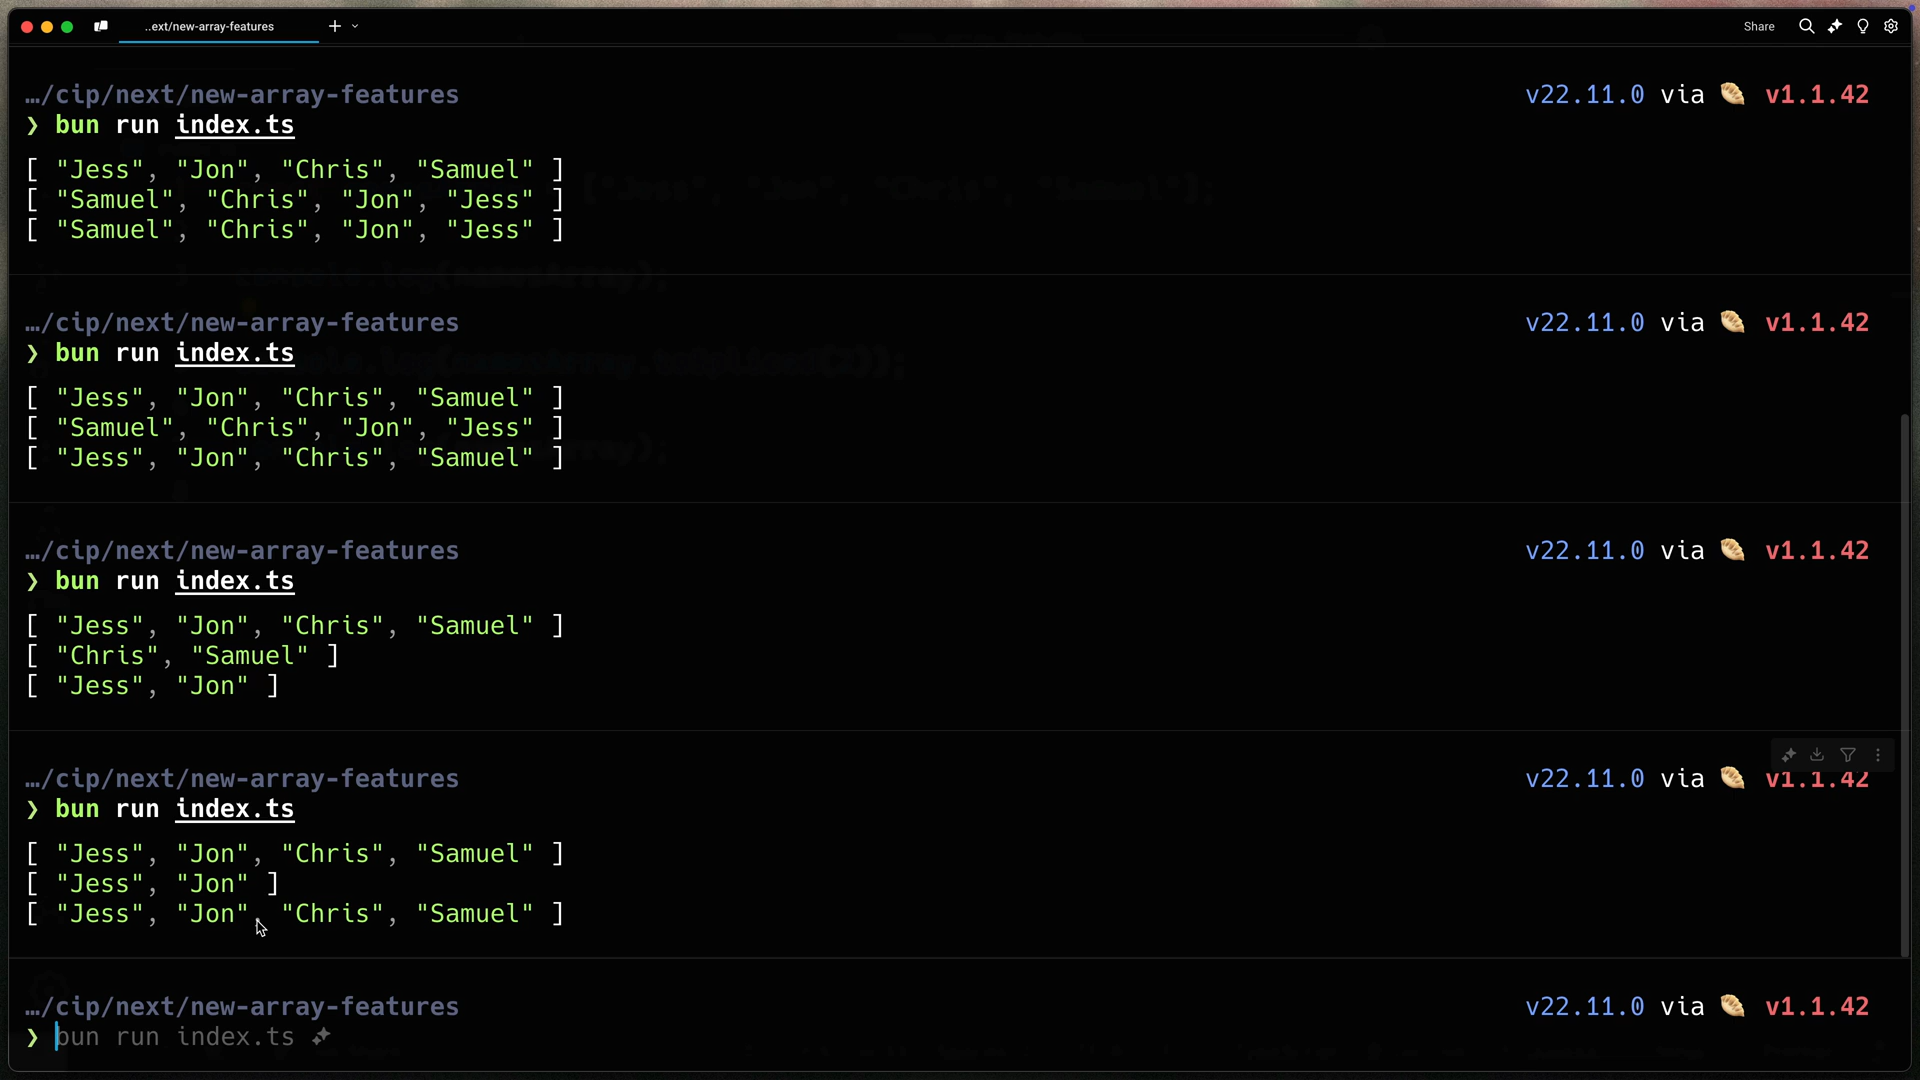 ..ext/new-array-features
Share
…/cip/next/new-array-features v22.11.0 via v1.1.42
❯ bun run index.ts
[ "Jess", "Jon", "Chris", "Samuel" ]
[ "Samuel", "Chris", "Jon", "Jess" ]
[ "Samuel", "Chris", "Jon", "Jess" ]
…/cip/next/new-array-features v22.11.0 via v1.1.42
❯ bun run index.ts
[ "Jess", "Jon", "Chris", "Samuel" ]
[ "Samuel", "Chris", "Jon", "Jess" ]
[ "Jess", "Jon", "Chris", "Samuel" ]
…/cip/next/new-array-features v22.11.0 via v1.1.42
❯ bun run index.ts
[ "Jess", "Jon", "Chris", "Samuel" ]
[ "Chris", "Samuel" ]
[ "Jess", "Jon" ]
…/cip/next/new-array-features v22.11.0 via v1.1.42
❯ bun run index.ts
[ "Jess", "Jon", "Chris", "Samuel" ]
[ "Jess", "Jon" ]
[ "Jess", "Jon", "Chris", "Samuel" ]
…/cip/next/new-array-features v22.11.0 via v1.1.42
❯ bun run index.ts